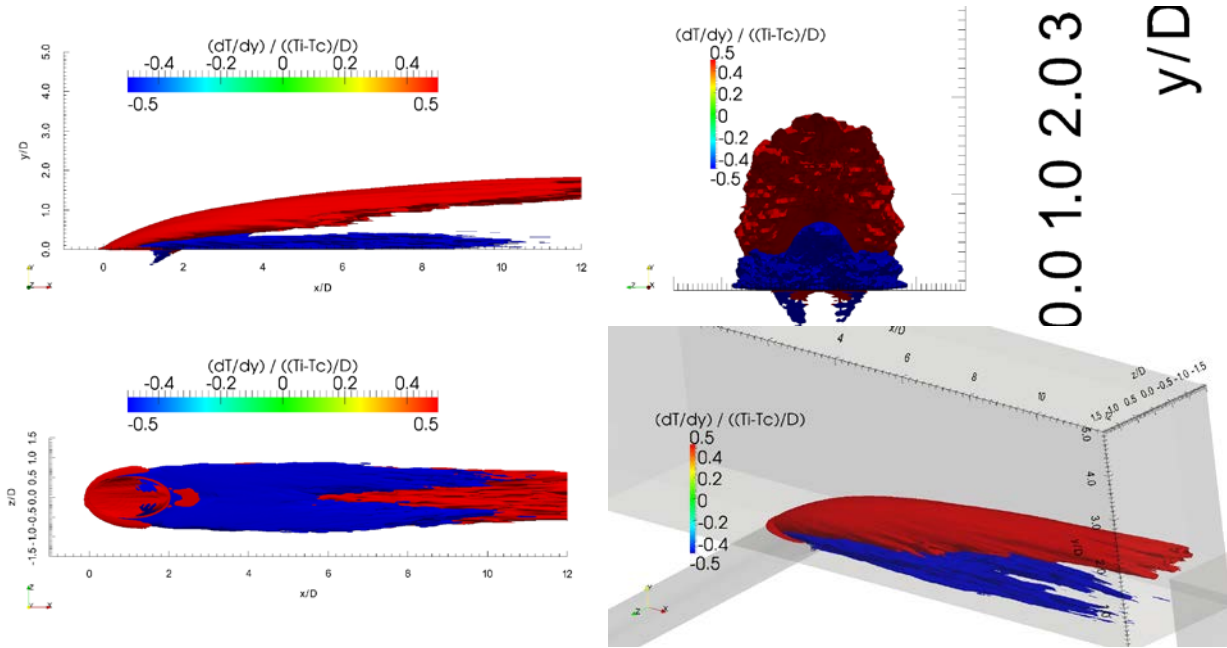 (dT/dy) / ((Ti-Tc)/D)
-0.4 -0.2 0 0.2 0.4
-0.5 0.5
5.0
4.0
3.0
2.0
1.0
0.0
y/D
0 2 4 6 8 10 12
x/D
Y
Z X
(dT/dy) / ((Ti-Tc)/D)
0.5
0.4
0.2
0
-0.2
-0.4
-0.5
Y
Z X
0.0 1.0 2.0 3
y/D
(dT/dy) / ((Ti-Tc)/D)
-0.4 -0.2 0 0.2 0.4
-0.5 0.5
-1.5 -1.0 -0.5 0.0 0.5 1.0 1.5
z/D
0 2 4 6 8 10 12
x/D
Z
Y X
x/D
4 6 8 10
z/D
1.5 1.0 0.5 0.0 -0.5 -1.0 -1.5
5.0
4.0
3.0
2.0
1.0
y/D
(dT/dy) / ((Ti-Tc)/D)
0.5
0.4
0.2
0
-0.2
-0.4
-0.5
Y
Z X